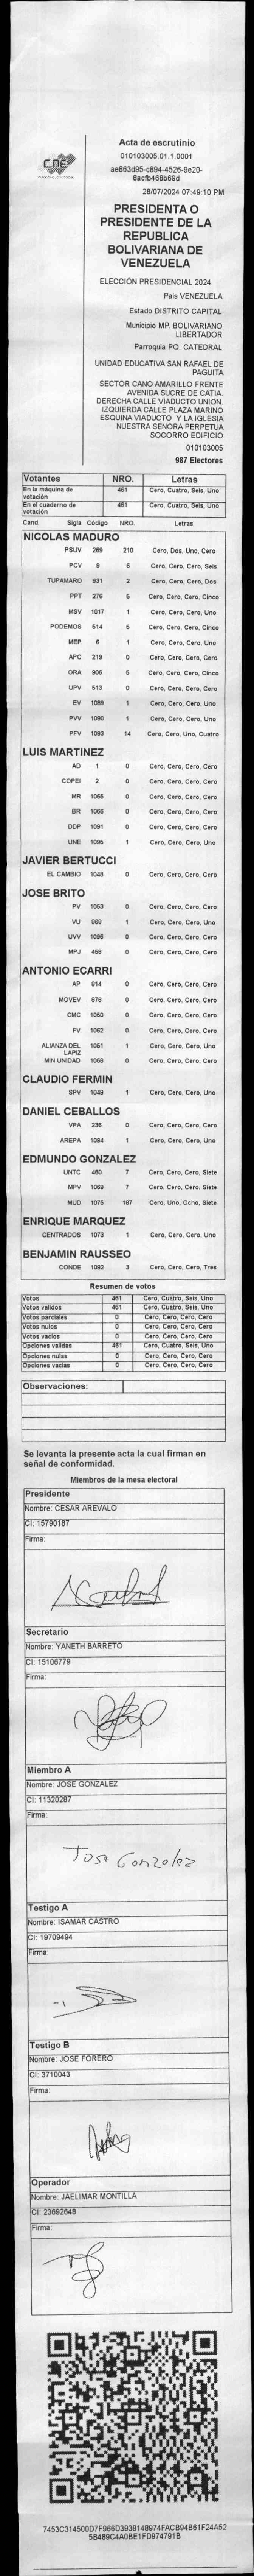 CNE
Acta de escrutinio
010103005.01.1.0001
ae863d95-c894-4526-9e20-
8acfb468b69d
28/07/2024 07:49:10 PM
PRESIDENTA O
PRESIDENTE DE LA
REPUBLICA
BOLIVARIANA DE
VENEZUELA
ELECCIÓN PRESIDENCIAL 2024
Pais VENEZUELA
Estado DISTRITO CAPITAL
Municipio MP. BOLIVARIANO
LIBERTADOR
Parroquia PQ. CATEDRAL
UNIDAD EDUCATIVA SAN RAFAEL DE
PAGUITA
SECTOR CANO AMARILLO FRENTE
AVENIDA SUCRE DE CATIA.
DERECHA CALLE VIADUCTO UNION.
IZQUIERDA CALLE PLAZA MARINO
ESQUINA VIADUCTO Y LA IGLESIA
NUESTRA SENORA PERPETUA
SOCORRO EDIFICIO
010103005
987 Electores
Votantes NRO. Letras
En la máquina de votación 461 Cero, Cuatro, Seis, Uno
En el cuaderno de votación 461 Cero, Cuatro, Seis, Uno
Cand. Sigla Código NRO. Letras
NICOLAS MADURO
PSUV 269 210 Cero, Dos, Uno, Cero
PCV 9 6 Cero, Cero, Cero, Seis
TUPAMARO 931 2 Cero, Cero, Cero, Dos
PPT 276 5 Cero, Cero, Cero, Cinco
MSV 1017 1 Cero, Cero, Cero, Uno
PODEMOS 514 5 Cero, Cero, Cero, Cinco
MEP 6 1 Cero, Cero, Cero, Uno
APC 219 0 Cero, Cero, Cero, Cero
ORA 906 5 Cero, Cero, Cero, Cinco
UPV 513 0 Cero, Cero, Cero, Cero
EV 1089 1 Cero, Cero, Cero, Uno
PVV 1090 1 Cero, Cero, Cero, Uno
PFV 1093 14 Cero, Cero, Uno, Cuatro
LUIS MARTINEZ
AD 1 0 Cero, Cero, Cero, Cero
COPEI 2 0 Cero, Cero, Cero, Cero
MR 1065 0 Cero, Cero, Cero, Cero
BR 1066 0 Cero, Cero, Cero, Cero
DDP 1091 0 Cero, Cero, Cero, Cero
UNE 1095 1 Cero, Cero, Cero, Uno
JAVIER BERTUCCI
EL CAMBIO 1048 0 Cero, Cero, Cero, Cero
JOSE BRITO
PV 1053 0 Cero, Cero, Cero, Cero
VU 988 1 Cero, Cero, Cero, Uno
UVV 1096 0 Cero, Cero, Cero, Cero
MPJ 458 0 Cero, Cero, Cero, Cero
ANTONIO ECARRI
AP 914 0 Cero, Cero, Cero, Cero
MOVEV 678 0 Cero, Cero, Cero, Cero
CMC 1050 0 Cero, Cero, Cero, Cero
FV 1062 0 Cero, Cero, Cero, Cero
ALIANZA DEL LAPIZ 1051 1 Cero, Cero, Cero, Uno
MIN UNIDAD 1068 0 Cero, Cero, Cero, Cero
CLAUDIO FERMIN
SPV 1049 1 Cero, Cero, Cero, Uno
DANIEL CEBALLOS
VPA 236 0 Cero, Cero, Cero, Cero
AREPA 1094 1 Cero, Cero, Cero, Uno
EDMUNDO GONZALEZ
UNTC 460 7 Cero, Cero, Cero, Siete
MPV 1069 7 Cero, Cero, Cero, Siete
MUD 1075 187 Cero, Uno, Ocho, Siete
ENRIQUE MARQUEZ
CENTRADOS 1073 1 Cero, Cero, Cero, Uno
BENJAMIN RAUSSEO
CONDE 1092 3 Cero, Cero, Cero, Tres
Resumen de votos
Votos 461 Cero, Cuatro, Seis, Uno
Votos validos 461 Cero, Cuatro, Seis, Uno
Votos parciales 0 Cero, Cero, Cero, Cero
Votos nulos 0 Cero, Cero, Cero, Cero
Votos vacios 0 Cero, Cero, Cero, Cero
Opciones validas 461 Cero, Cuatro, Seis, Uno
Opciones nulas 0 Cero, Cero, Cero, Cero
Opciones vacias 0 Cero, Cero, Cero, Cero
Observaciones:
Se levanta la presente acta la cual firman en
señal de conformidad.
Miembros de la mesa electoral
Presidente
Nombre: CESAR AREVALO
CI: 15790187
Firma:
Secretario
Nombre: YANETH BARRETO
CI: 15106779
Firma:
Miembro A
Nombre: JOSE GONZALEZ
CI: 11320287
Firma:
Jose Gonzalez
Testigo A
Nombre: ISAMAR CASTRO
CI: 19709494
Firma:
Testigo B
Nombre: JOSE FORERO
CI: 3710043
Firma:
Operador
Nombre: JAELIMAR MONTILLA
CI: 23692648
Firma:
7453C314500D7F966D3938148974FACB94B61F24A52
5B489C4A0BE1FD974791B